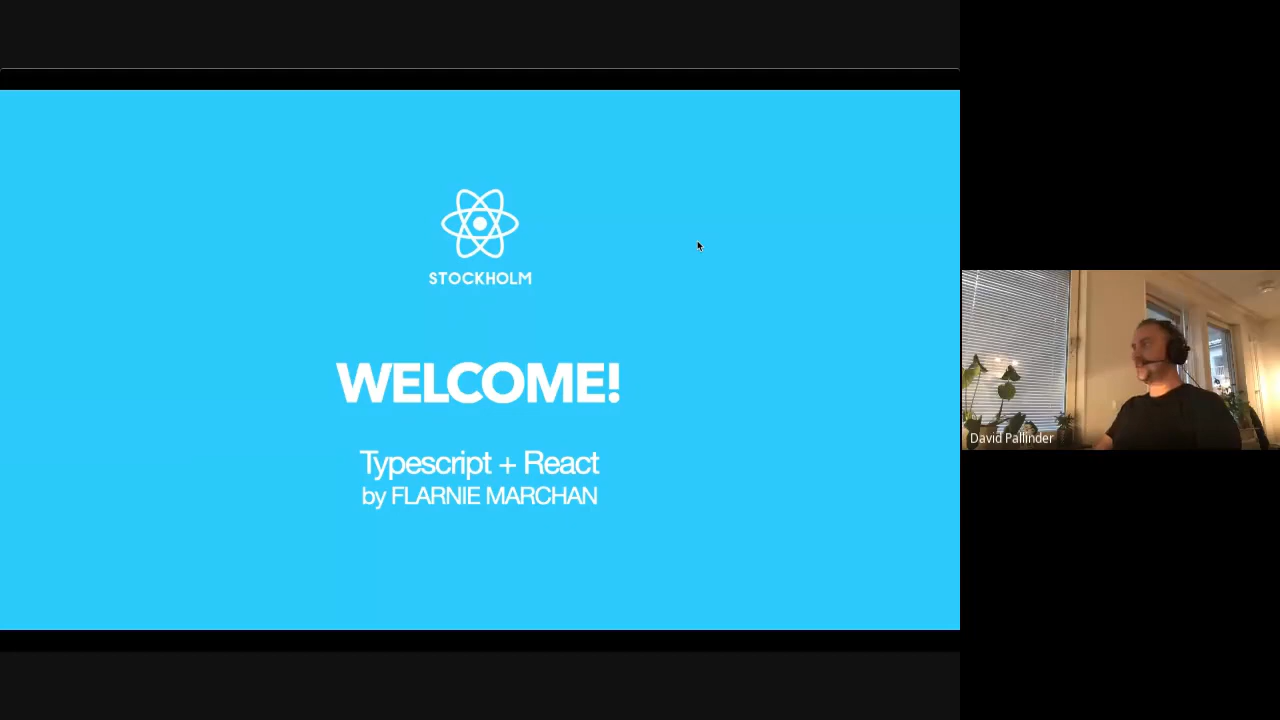 STOCKHOLM
WELCOME!
Typescript + React
by FLARNIE MARCHAN
David Pallinder